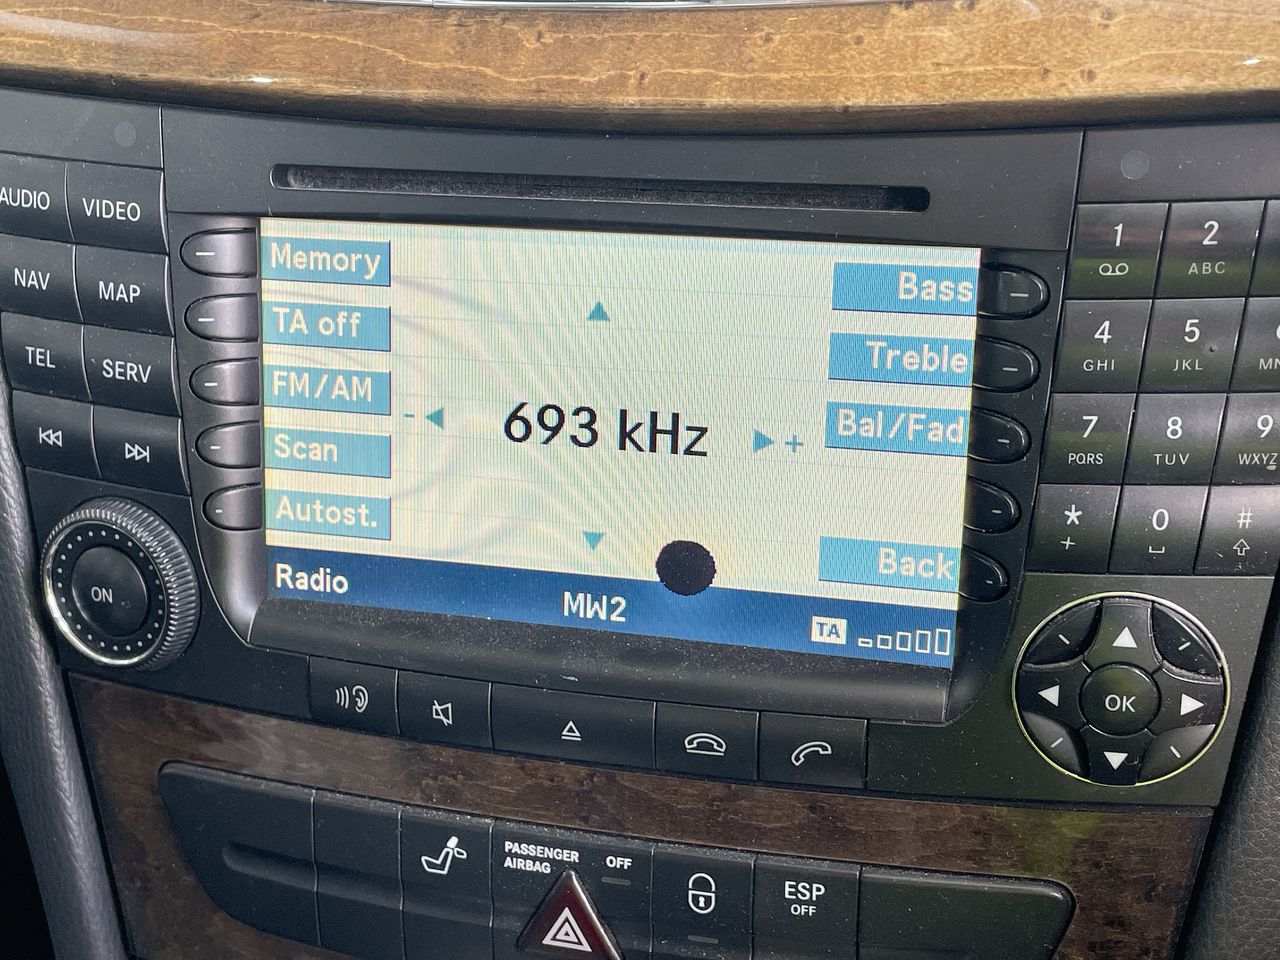 AUDIO
VIDEO
NAV
MAP
TEL
SERV
ON
Memory
TA off
FM/AM
Scan
Autost.
- 693 kHz +
Bass
Treble
Bal/Fad
Back
Radio
MW2
TA
1
2
ABC
4
GHI
5
JKL
7
PQRS
8
TUV
9
WXYZ
*
+
0
#
OK
PASSENGER
AIRBAG
OFF
ESP
OFF